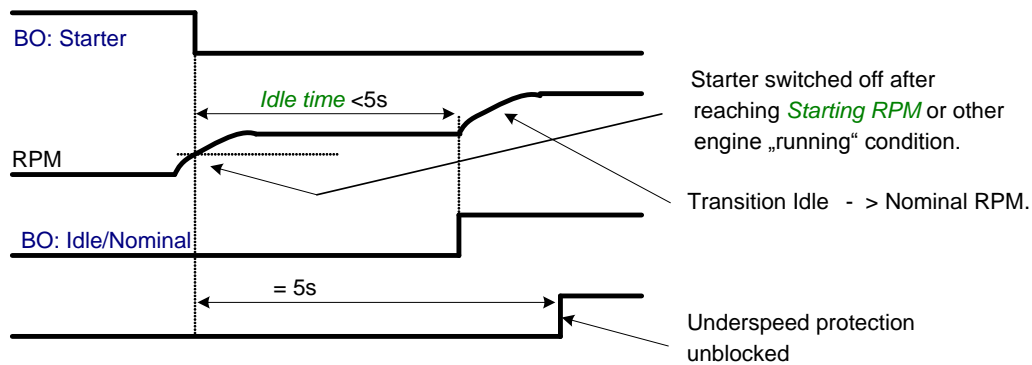 BO: Starter
Idle time <5s
RPM
BO: Idle/Nominal
= 5s
Starter switched off after
reaching Starting RPM or other
engine „running“ condition.
Transition Idle - > Nominal RPM.
Underspeed protection
unblocked